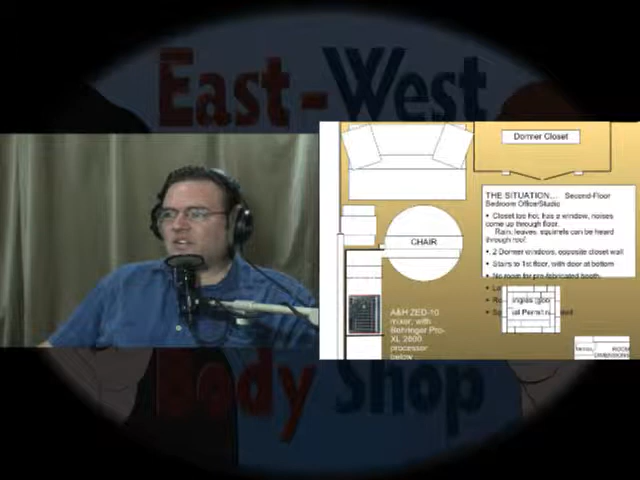 East-West
Body Shop
Dormer Closet
CHAIR
THE SITUATION... Second-Floor
Bedroom Office/Studio
• Closet too hot, has a window, noises
come up through floor.
Rain, leaves, squirrels can be heard
through roof.
• 2 Dormer windows, opposite closet wall
• Stairs to 1st floor, with door at bottom
• No room for pre-fabricated booth.
A&H ZED-10
mixer, with
Behringer Pro-
XL 2600
processor
below
ROOM
DIMENSIONS